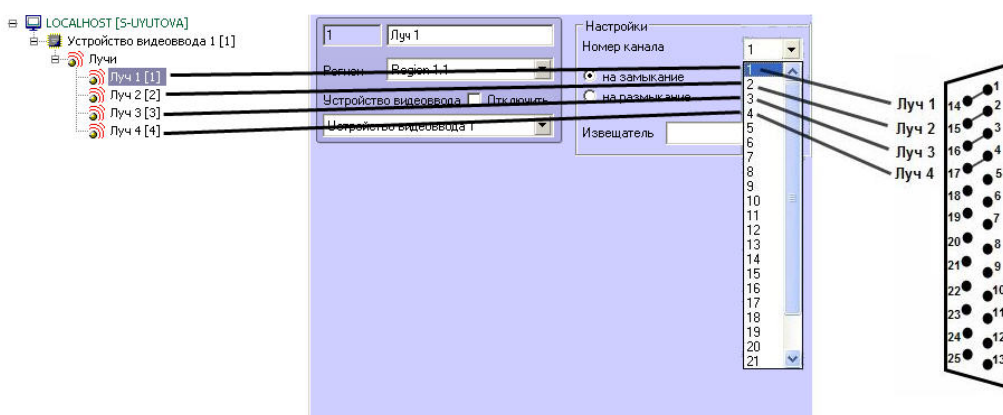 LOCALHOST [S-UYUTOVA]
Устройство видеоввода 1 [1]
Лучи
Луч 1 [1]
Луч 2 [2]
Луч 3 [3]
Луч 4 [4]
1
Луч 1
Регион
Region 1.1
Устройство видеоввода
Отключить
Устройство видеоввода 1
Настройки
Номер канала
1
на замыкание
на размыкание
Извещатель
1
2
3
4
5
6
7
8
9
10
11
12
13
14
15
16
17
18
19
20
21
Луч 1
Луч 2
Луч 3
Луч 4
1
14
2
15
3
16
4
17
5
18
6
19
7
20
8
21
9
22
10
23
11
24
12
25
13